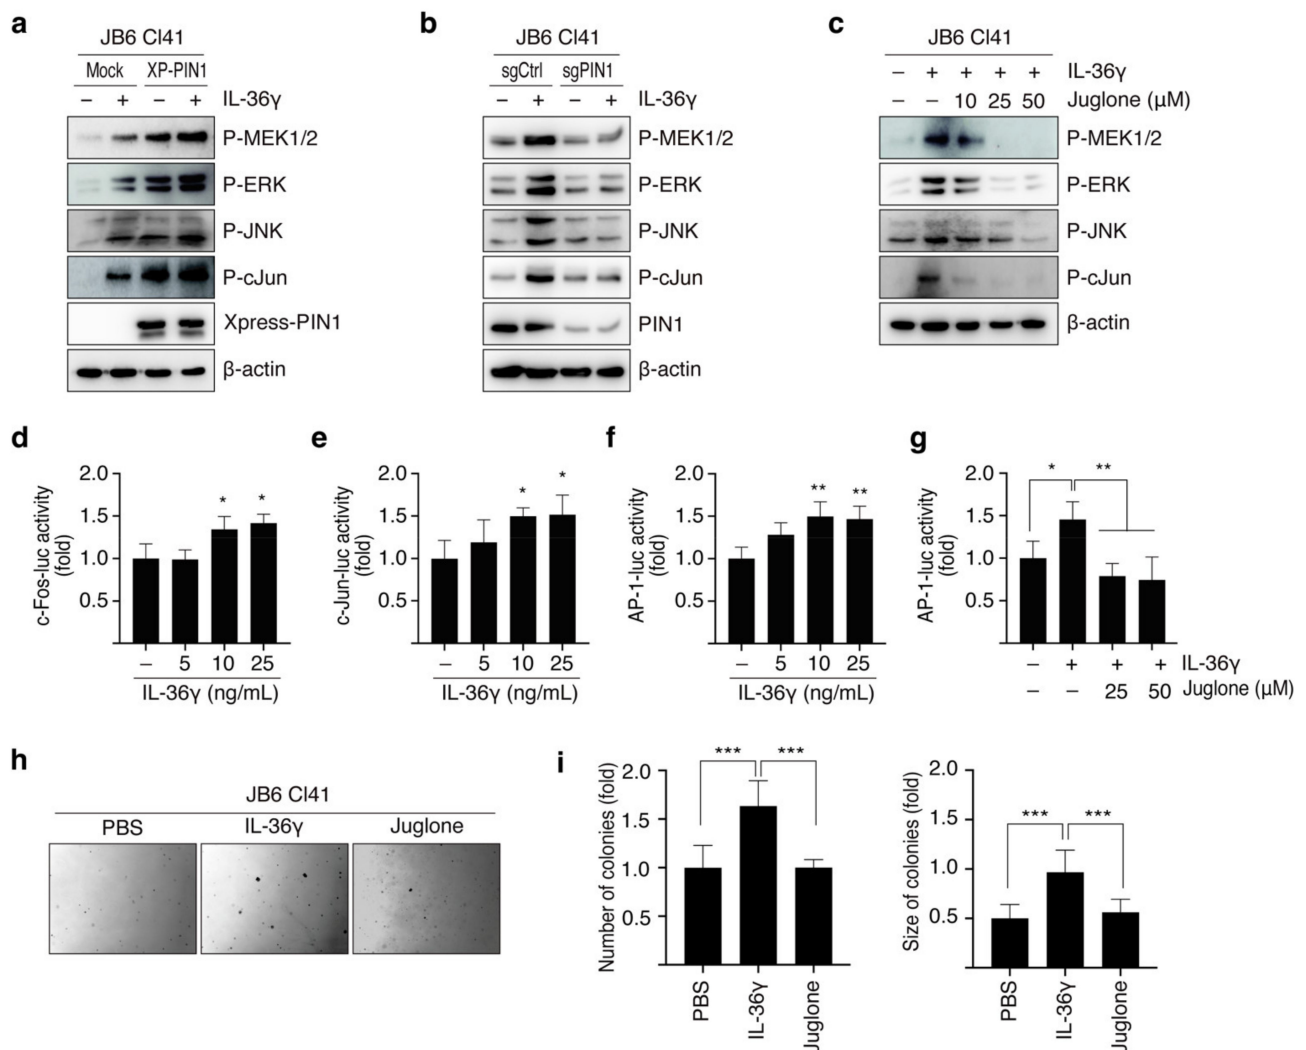 a
JB6 Cl41
Mock XP-PIN1
– + – + IL-36γ
P-MEK1/2
P-ERK
P-JNK
P-cJun
Xpress-PIN1
β-actin
b
JB6 Cl41
sgCtrl sgPIN1
– + – + IL-36γ
P-MEK1/2
P-ERK
P-JNK
P-cJun
PIN1
β-actin
c
JB6 Cl41
– + + + + IL-36γ
– – 10 25 50 Juglone (μM)
P-MEK1/2
P-ERK
P-JNK
P-cJun
β-actin
d
c-Fos-luc activity
(fold)
2.0
1.5
1.0
0.5
* *
– 5 10 25
IL-36γ (ng/mL)
e
c-Jun-luc activity
(fold)
2.0
1.5
1.0
0.5
* *
– 5 10 25
IL-36γ (ng/mL)
f
AP-1-luc activity
(fold)
2.0
1.5
1.0
0.5
** **
– 5 10 25
IL-36γ (ng/mL)
g
AP-1-luc activity
(fold)
2.0
1.5
1.0
0.5
* **
– + + + IL-36γ
– – 25 50 Juglone (μM)
h
JB6 Cl41
PBS IL-36γ Juglone
i
Number of colonies (fold)
2.0
1.5
1.0
0.5
*** ***
PBS
IL-36γ
Juglone
Size of colonies (fold)
2.0
1.5
1.0
0.5
*** ***
PBS
IL-36γ
Juglone